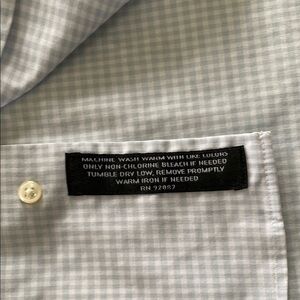 MACHINE WASH WARM WITH LIKE COLORS
ONLY NON-CHLORINE BLEACH IF NEEDED
TUMBLE DRY LOW, REMOVE PROMPTLY
WARM IRON IF NEEDED
RN 92087